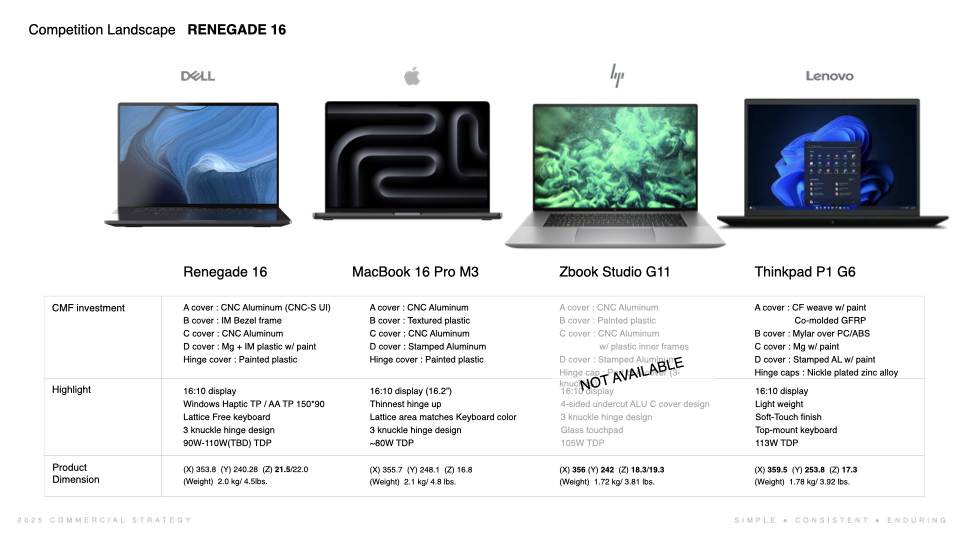 Competition Landscape RENEGADE 16
DELL
hp
Lenovo
Renegade 16
MacBook 16 Pro M3
Zbook Studio G11
Thinkpad P1 G6
CMF investment
A cover : CNC Aluminum (CNC-S UI)
B cover : IM Bezel frame
C cover : CNC Aluminum
D cover : Mg + IM plastic w/ paint
Hinge cover : Painted plastic
A cover : CNC Aluminum
B cover : Textured plastic
C cover : CNC Aluminum
D cover : Stamped Aluminum
Hinge cover : Painted plastic
A cover : CNC Aluminum
B cover : Painted plastic
C cover : CNC Aluminum
w/ plastic inner frames
D cover : Stamped Aluminum
Hinge cap :
NOT AVAILABLE
A cover : CF weave w/ paint
Co-molded GFRP
B cover : Mylar over PC/ABS
C cover : Mg w/ paint
D cover : Stamped AL w/ paint
Hinge caps : Nickle plated zinc alloy
Highlight
16:10 display
Windows Haptic TP / AA TP 150*90
Lattice Free keyboard
3 knuckle hinge design
90W-110W(TBD) TDP
16:10 display (16.2”)
Thinnest hinge up
Lattice area matches Keyboard color
3 knuckle hinge design
~80W TDP
16:10 display
4-sided undercut ALU C cover design
3 knuckle hinge design
Glass touchpad
105W TDP
16:10 display
Light weight
Soft-Touch finish
Top-mount keyboard
113W TDP
Product
Dimension
(X) 353.8 (Y) 240.28 (Z) 21.5/22.0
(Weight) 2.0 kg/ 4.5lbs.
(X) 355.7 (Y) 248.1 (Z) 16.8
(Weight) 2.1 kg/ 4.8 lbs.
(X) 356 (Y) 242 (Z) 18.3/19.3
(Weight) 1.72 kg/ 3.81 lbs.
(X) 359.5 (Y) 253.8 (Z) 17.3
(Weight) 1.78 kg/ 3.92 lbs.
2025 COMMERCIAL STRATEGY
SIMPLE ● CONSISTENT ● ENDURING